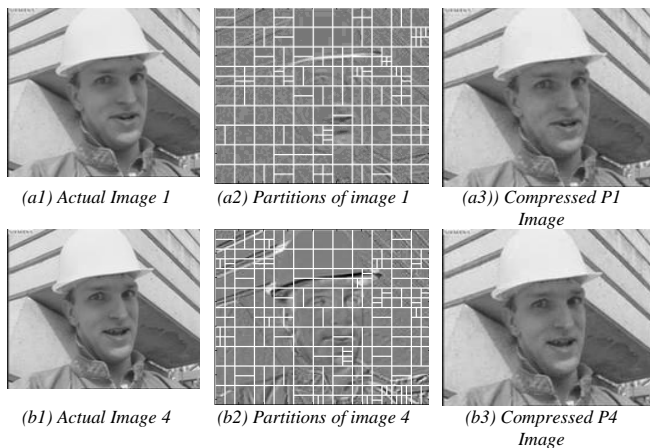 SIEMENS
(a1) Actual Image 1
(a2) Partitions of image 1
(a3)) Compressed P1
Image
(b1) Actual Image 4
(b2) Partitions of image 4
(b3) Compressed P4
Image